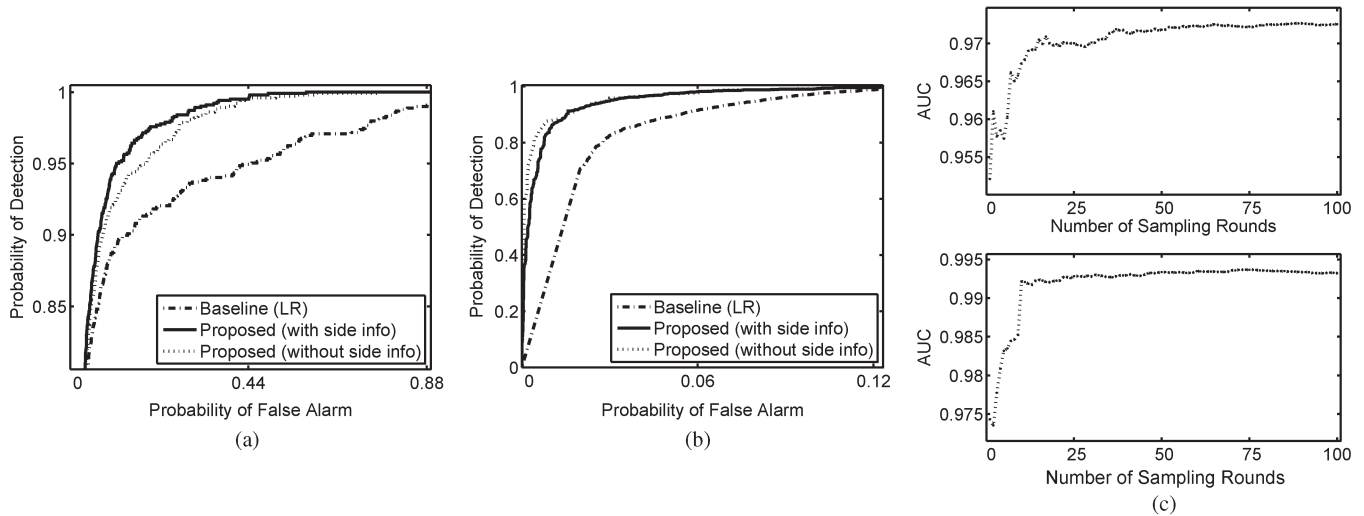 1
0.95
0.9
0.85
Probability of Detection
Baseline (LR)
Proposed (with side info)
Proposed (without side info)
0
0.44
0.88
Probability of False Alarm
(a)
1
0.8
0.6
0.4
0.2
0
Probability of Detection
Baseline (LR)
Proposed (with side info)
Proposed (without side info)
0
0.06
0.12
Probability of False Alarm
(b)
0.97
0.965
0.96
0.955
AUC
0
25
50
75
100
Number of Sampling Rounds
0.995
0.99
0.985
0.98
0.975
AUC
0
25
50
75
100
Number of Sampling Rounds
(c)